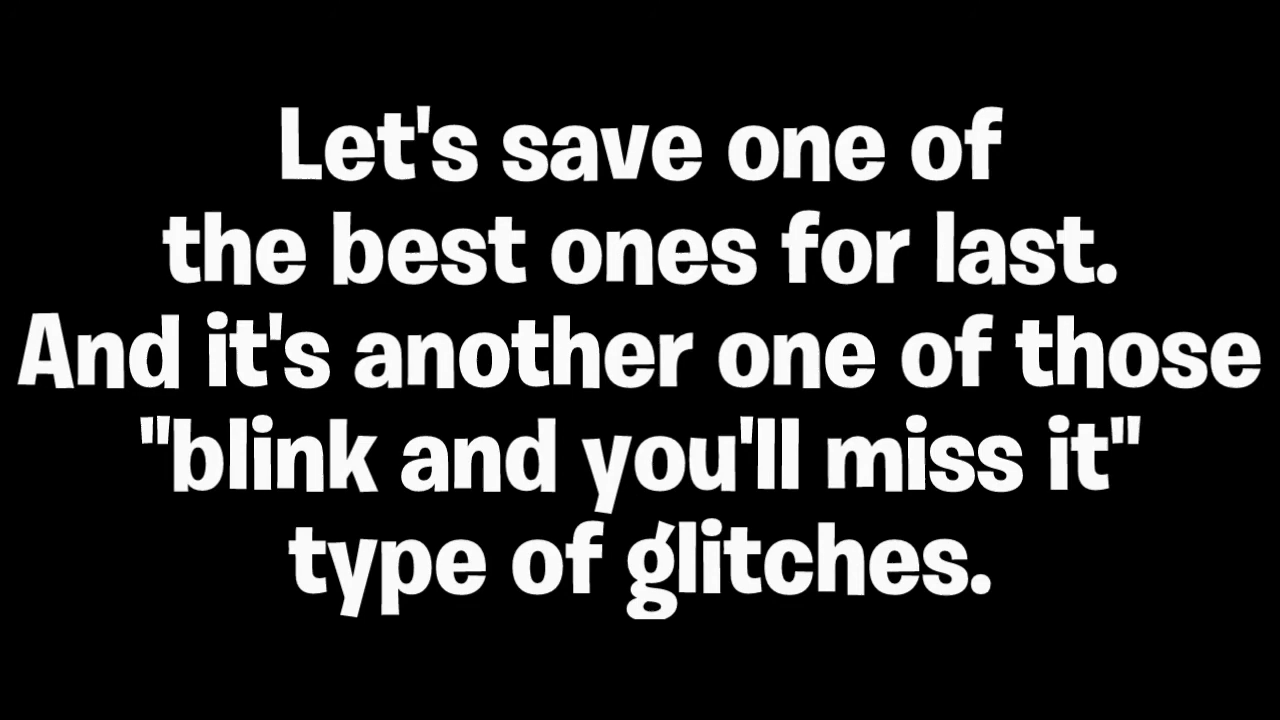 Let's save one of
the best ones for last.
And it's another one of those
"blink and you'll miss it"
type of glitches.